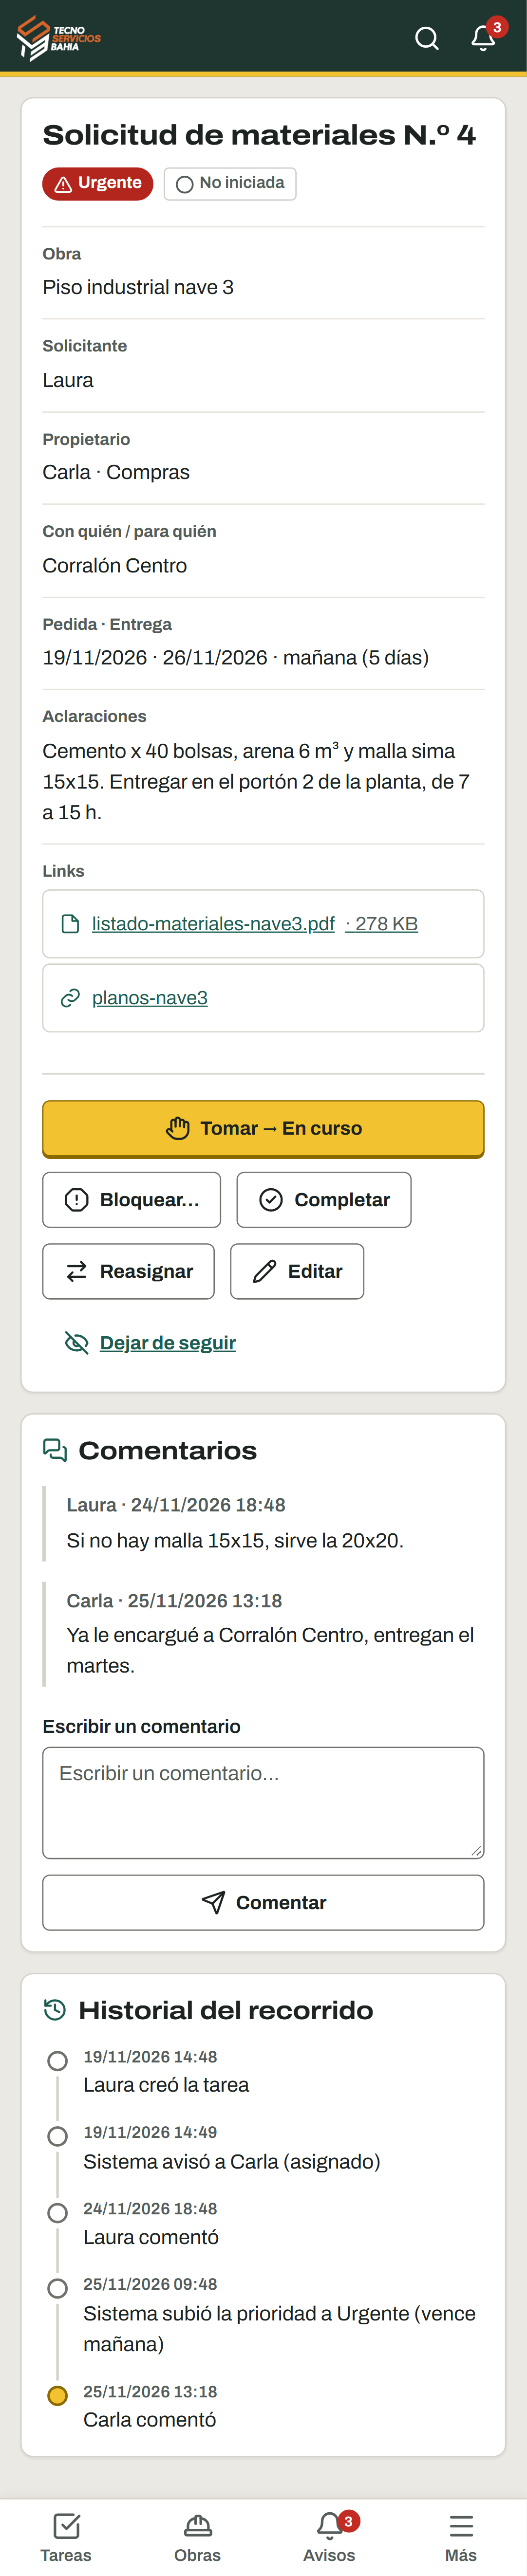 TECNO
SERVICIOS
BAHIA
3
Solicitud de materiales N.º 4
Urgente
No iniciada
Obra
Piso industrial nave 3
Solicitante
Laura
Propietario
Carla · Compras
Con quién / para quién
Corralón Centro
Pedida · Entrega
19/11/2026 · 26/11/2026 · mañana (5 días)
Aclaraciones
Cemento x 40 bolsas, arena 6 m³ y malla sima
15x15. Entregar en el portón 2 de la planta, de 7
a 15 h.
Links
listado-materiales-nave3.pdf · 278 KB
planos-nave3
Tomar → En curso
Bloquear...
Completar
Reasignar
Editar
Dejar de seguir
Comentarios
Laura · 24/11/2026 18:48
Si no hay malla 15x15, sirve la 20x20.
Carla · 25/11/2026 13:18
Ya le encargué a Corralón Centro, entregan el
martes.
Escribir un comentario
Escribir un comentario...
Comentar
Historial del recorrido
19/11/2026 14:48
Laura creó la tarea
19/11/2026 14:49
Sistema avisó a Carla (asignado)
24/11/2026 18:48
Laura comentó
25/11/2026 09:48
Sistema subió la prioridad a Urgente (vence
mañana)
25/11/2026 13:18
Carla comentó
3
Tareas
Obras
Avisos
Más